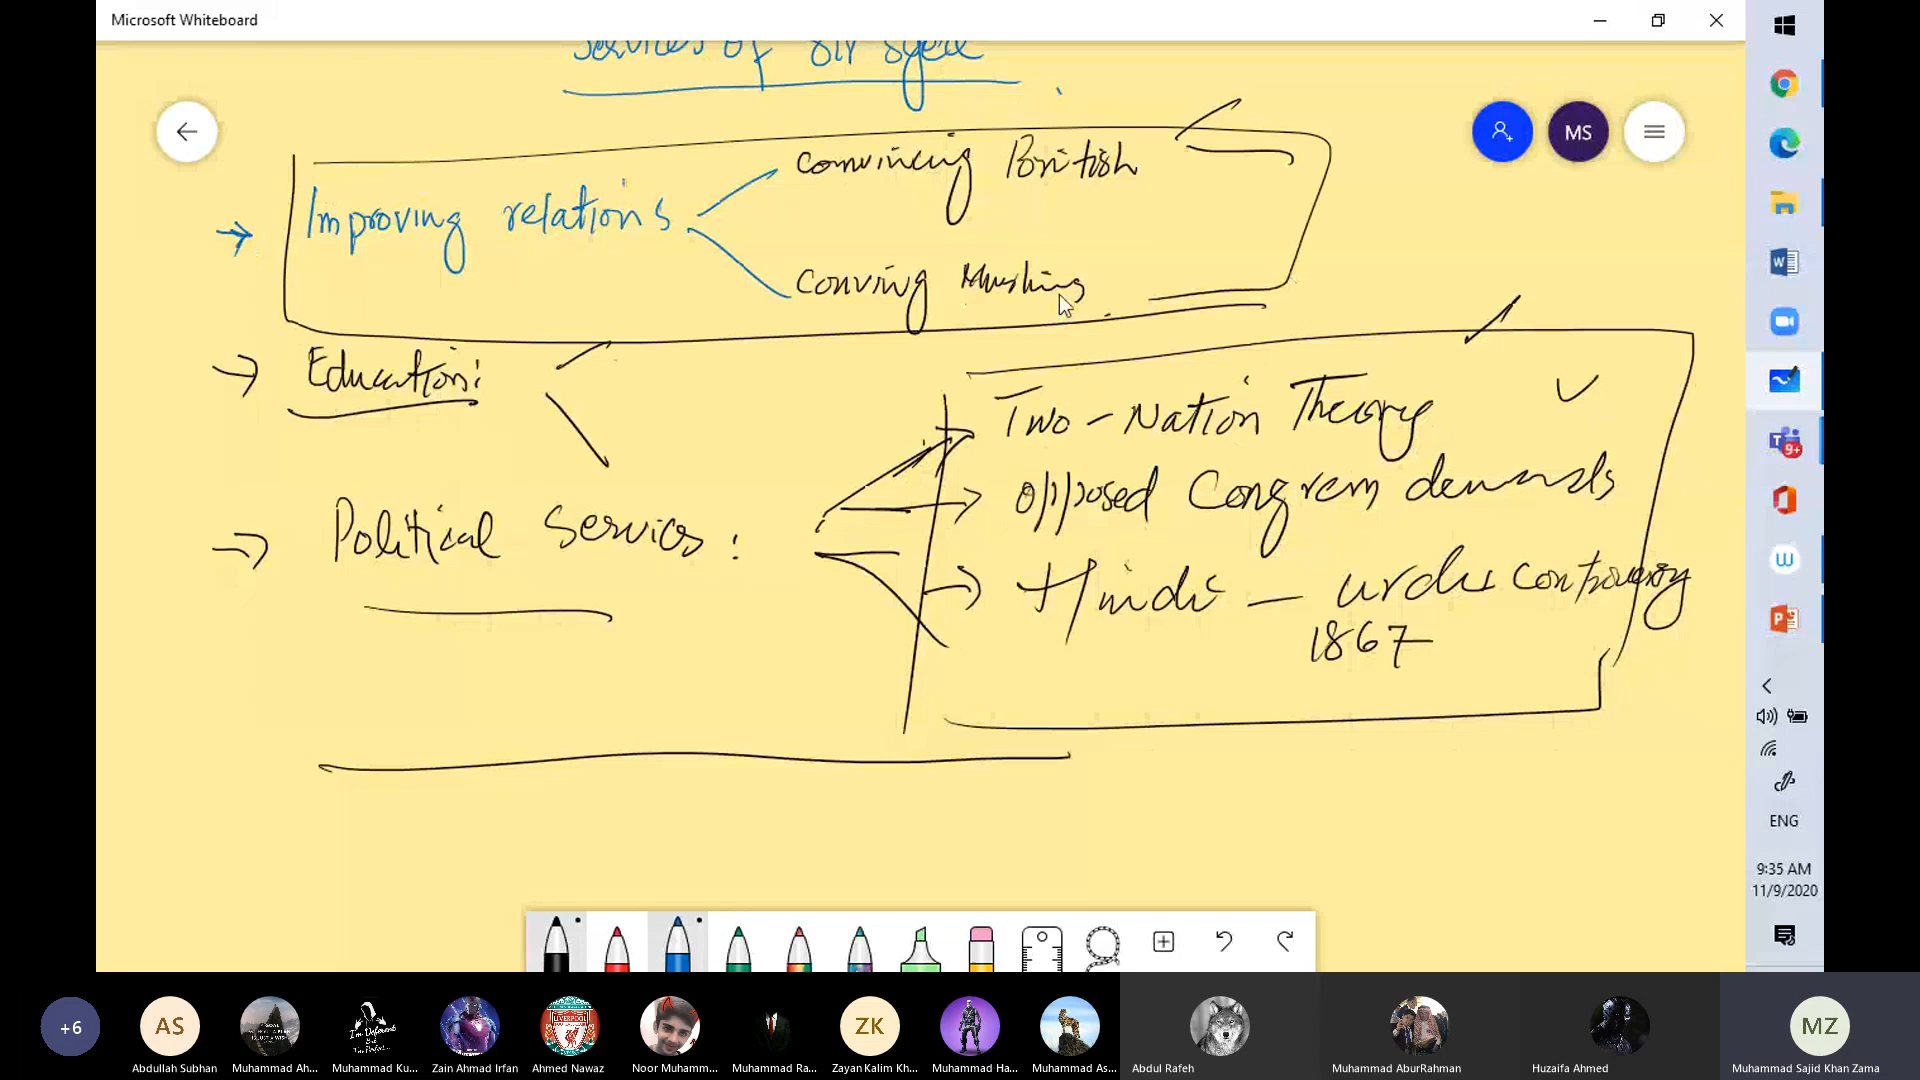 Microsoft Whiteboard
Services of Sir Syed
MS
Improving relations
convincing British
conving Muslims
Education:
Two-Nation Theory
opposed Congress demands
Political Services:
Hindi - urdu controversy
1867
W
9+
W
ENG
9:35 AM
11/9/2020
+6
AS
ZK
MZ
Abdullah Subhan
Muhammad Ah...
Muhammad Ku...
Zain Ahmad Irfan
Ahmed Nawaz
Noor Muhamm...
Muhammad Ra...
Zayan Kalim Kh...
Muhammad Ha...
Muhammad As...
Abdul Rafeh
Muhammad AburRahman
Huzaifa Ahmed
Muhammad Sajid Khan Zama